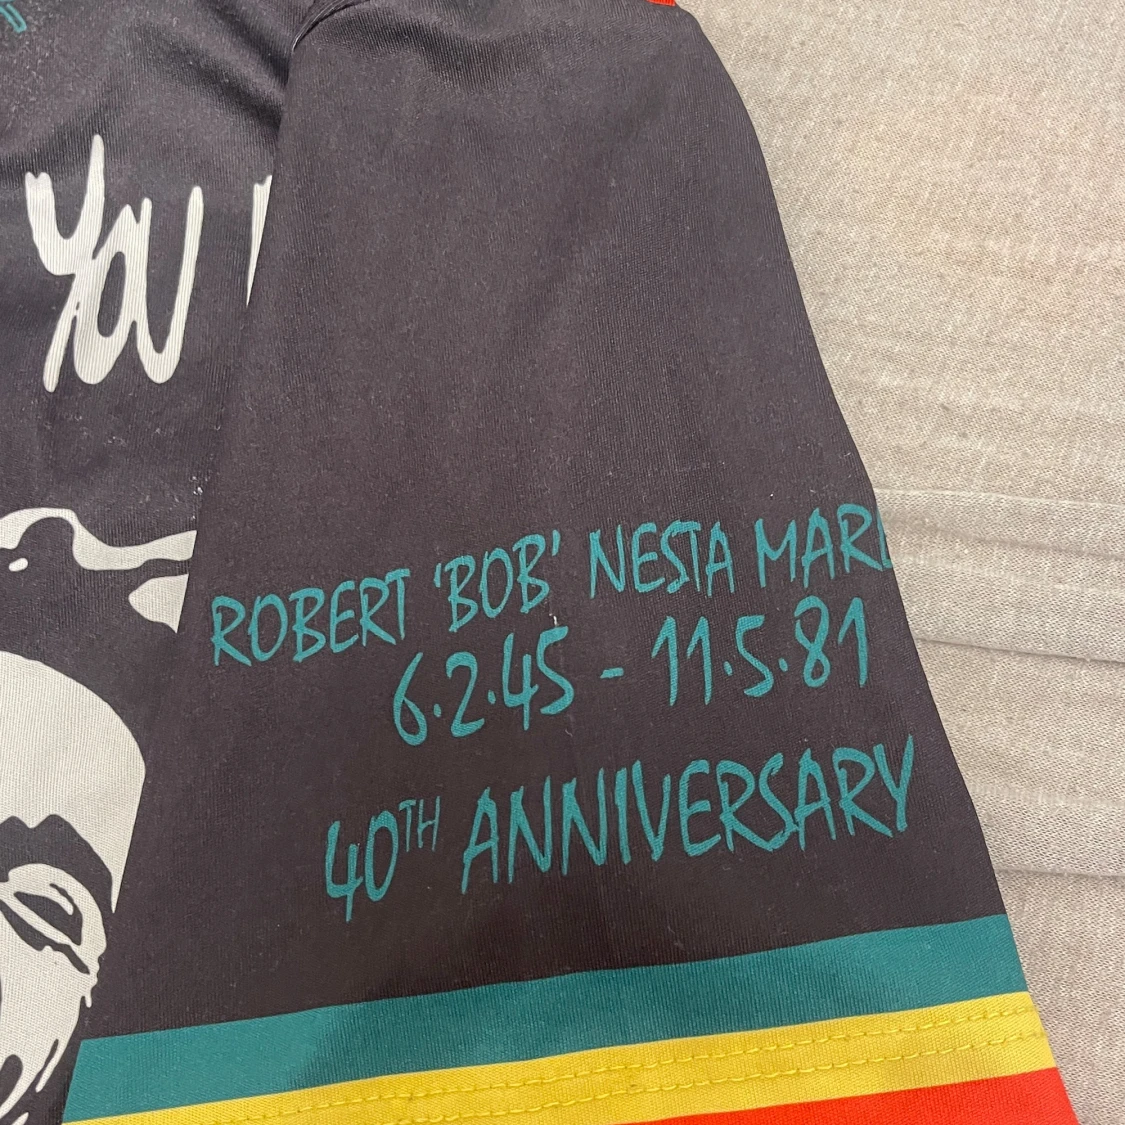 YOU
ROBERT 'BOB' NESTA MARL
6.2.45 - 11.5.81
40TH ANNIVERSARY